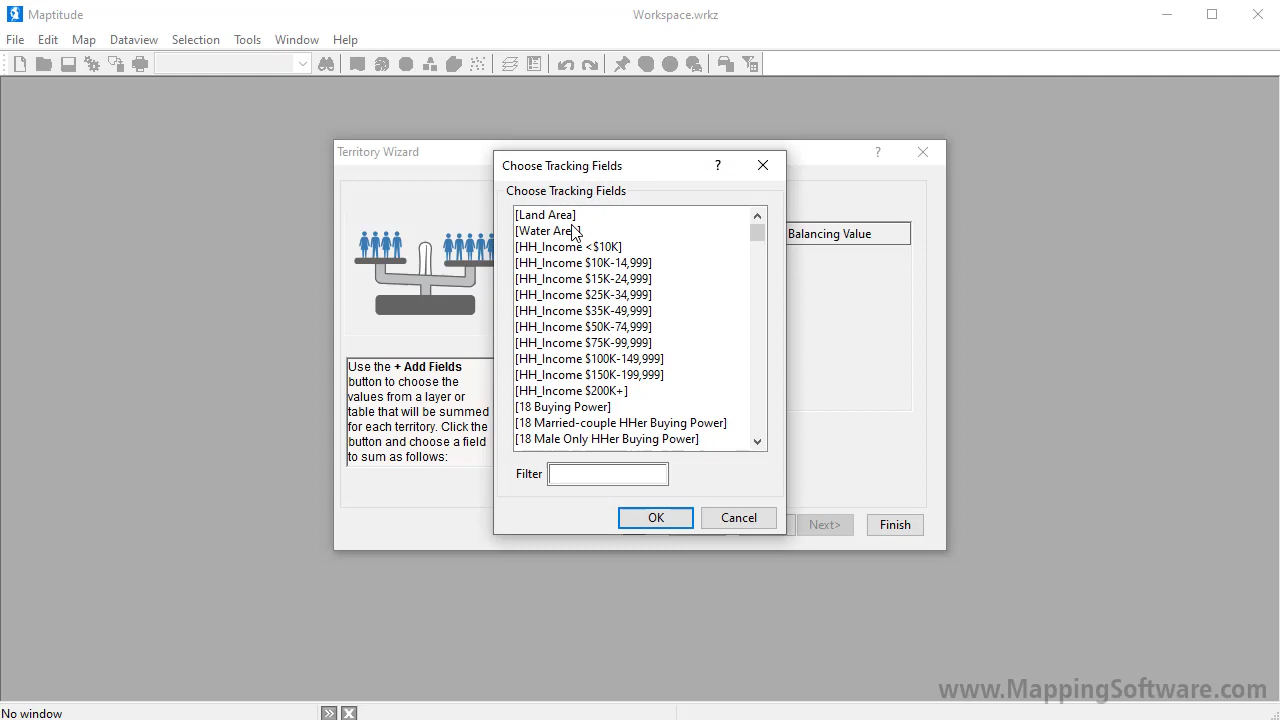 Maptitude
Workspace.wrkz
File Edit Map Dataview Selection Tools Window Help
Territory Wizard
Choose Tracking Fields
Choose Tracking Fields
[Land Area]
[Water Area]
[HH_Income <$10K]
[HH_Income $10K-14,999]
[HH_Income $15K-24,999]
[HH_Income $25K-34,999]
[HH_Income $35K-49,999]
[HH_Income $50K-74,999]
[HH_Income $75K-99,999]
[HH_Income $100K-149,999]
[HH_Income $150K-199,999]
[HH_Income $200K+]
[18 Buying Power]
[18 Married-couple HHer Buying Power]
[18 Male Only HHer Buying Power]
Filter
OK Cancel
Balancing Value
Use the + Add Fields
button to choose the
values from a layer or
table that will be summed
for each territory. Click the
button and choose a field
to sum as follows:
Next> Finish
www.MappingSoftware.com
No window